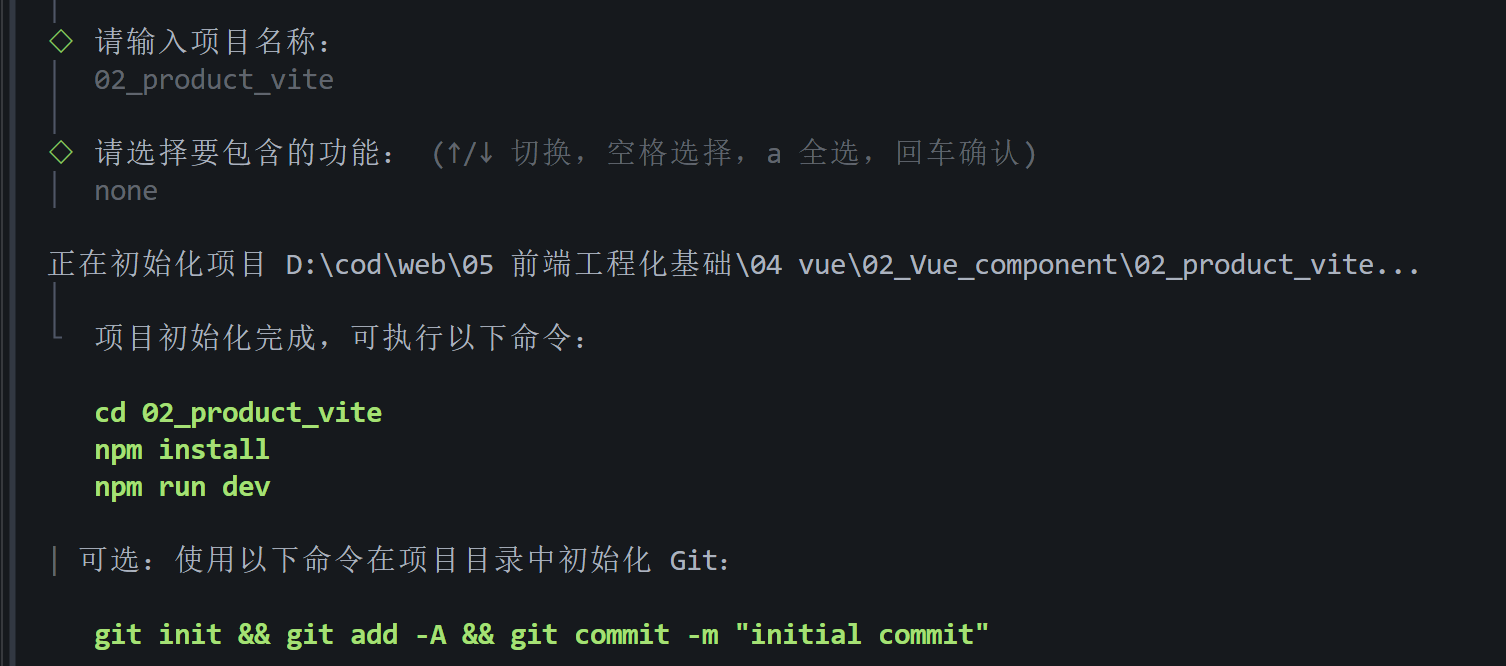 请输入项目名称：
02_product_vite
请选择要包含的功能： (↑/↓ 切换，空格选择，a 全选，回车确认)
none
正在初始化项目 D:\cod\web\05 前端工程化基础\04 vue\02_Vue_component\02_product_vite...
项目初始化完成，可执行以下命令：
cd 02_product_vite
npm install
npm run dev
| 可选：使用以下命令在项目目录中初始化 Git：
git init && git add -A && git commit -m "initial commit"